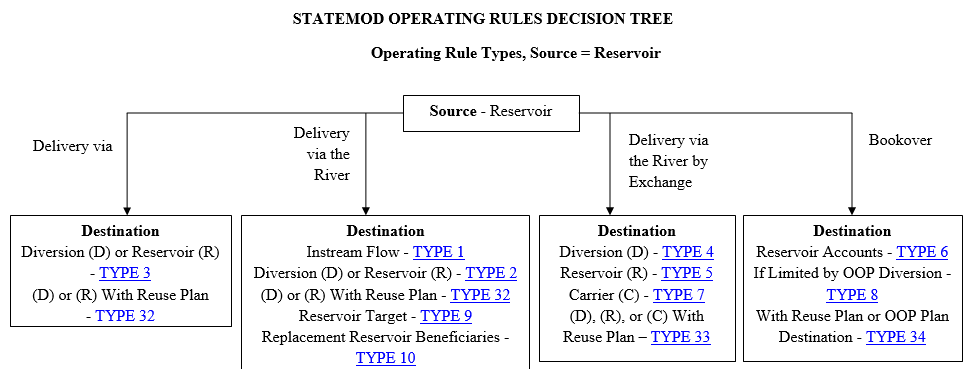 STATEMOD OPERATING RULES DECISION TREE
Operating Rule Types, Source = Reservoir
Source - Reservoir
Delivery via
Delivery
via the
River
Delivery via
the River by
Exchange
Bookover
Destination
Diversion (D) or Reservoir (R)
- TYPE 3
(D) or (R) With Reuse Plan
- TYPE 32
Destination
Instream Flow - TYPE 1
Diversion (D) or Reservoir (R) - TYPE 2
(D) or (R) With Reuse Plan - TYPE 32
Reservoir Target - TYPE 9
Replacement Reservoir Beneficiaries -
TYPE 10
Destination
Diversion (D) - TYPE 4
Reservoir (R) - TYPE 5
Carrier (C) - TYPE 7
(D), (R), or (C) With
Reuse Plan – TYPE 33
Destination
Reservoir Accounts - TYPE 6
If Limited by OOP Diversion -
TYPE 8
With Reuse Plan or OOP Plan
Destination - TYPE 34